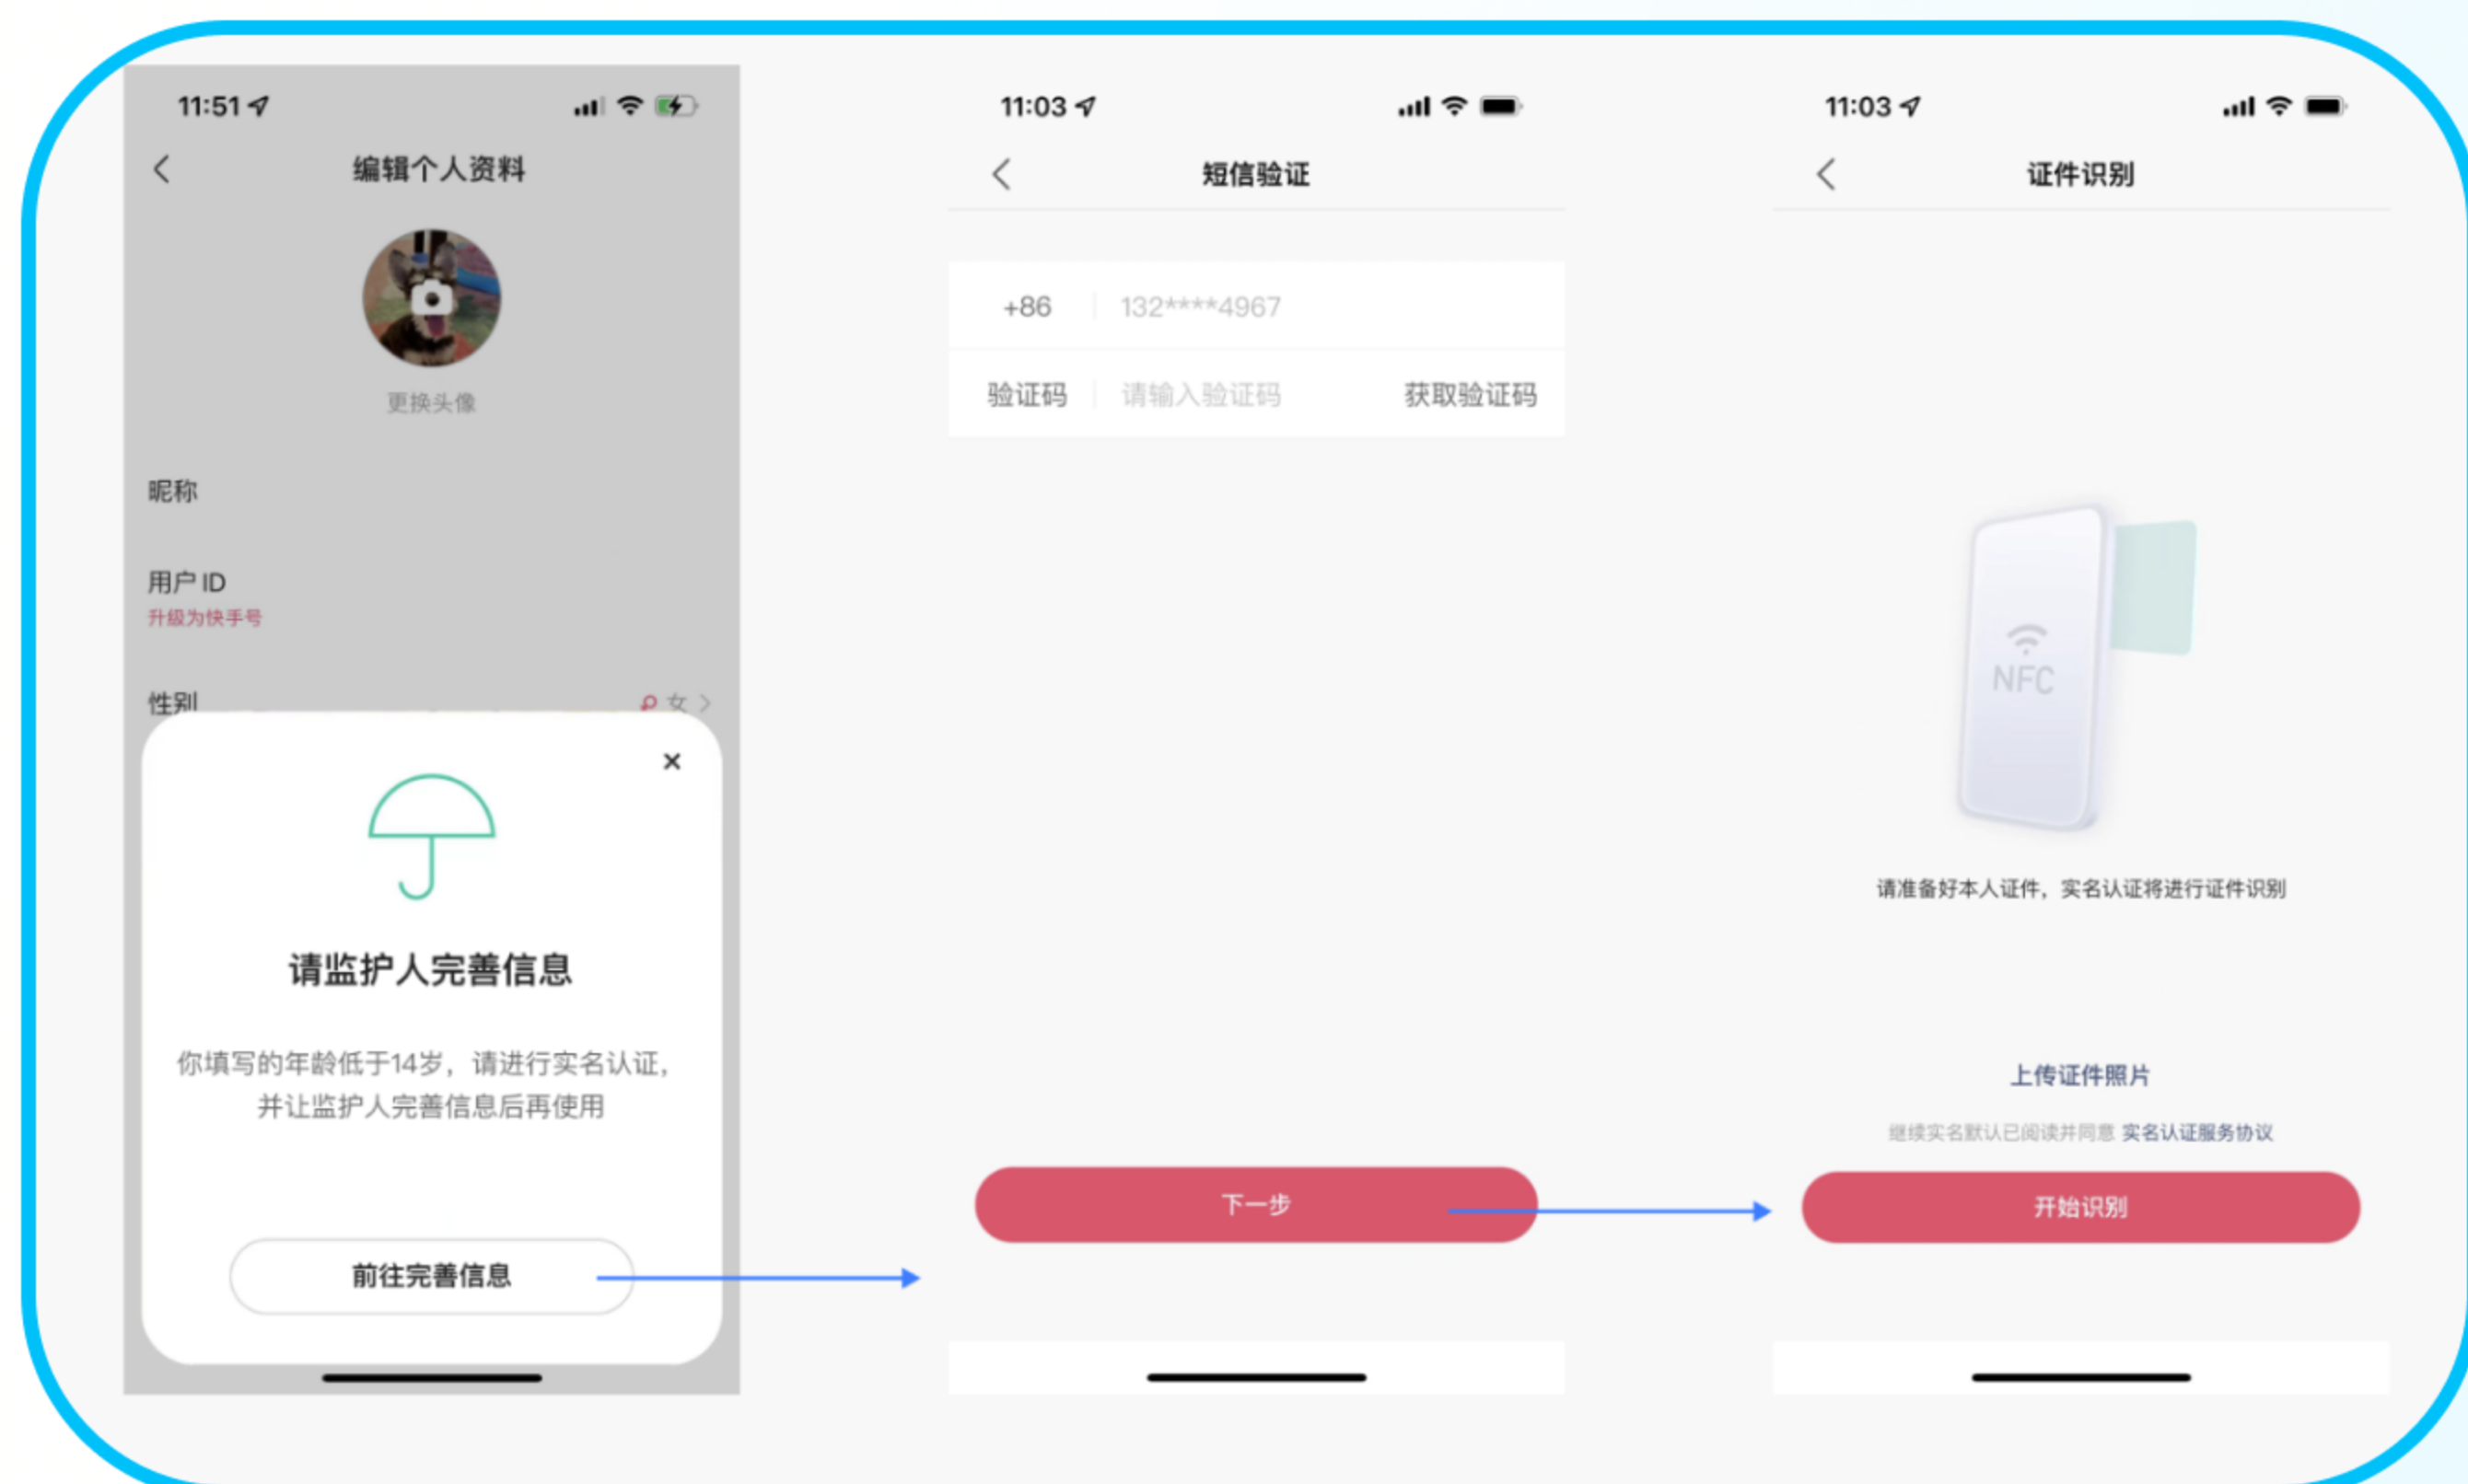 11:51
编辑个人资料
更换头像
昵称
用户 ID
升级为快手号
性别
女
请监护人完善信息
你填写的年龄低于14岁，请进行实名认证，
并让监护人完善信息后再使用
前往完善信息
11:03
短信验证
+86 132****4967
验证码 请输入验证码 获取验证码
下一步
11:03
证件识别
NFC
请准备好本人证件，实名认证将进行证件识别
上传证件照片
继续实名默认已阅读并同意 实名认证服务协议
开始识别